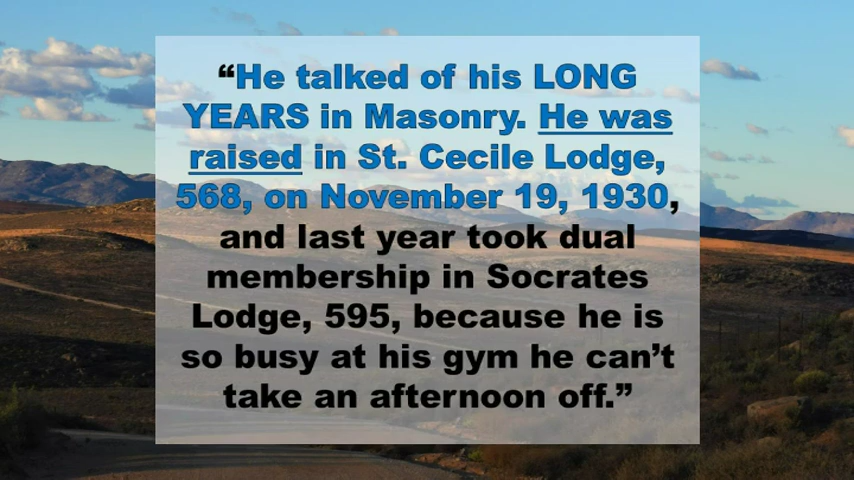 “He talked of his LONG
YEARS in Masonry. He was
raised in St. Cecile Lodge,
568, on November 19, 1930,
and last year took dual
membership in Socrates
Lodge, 595, because he is
so busy at his gym he can’t
take an afternoon off.”